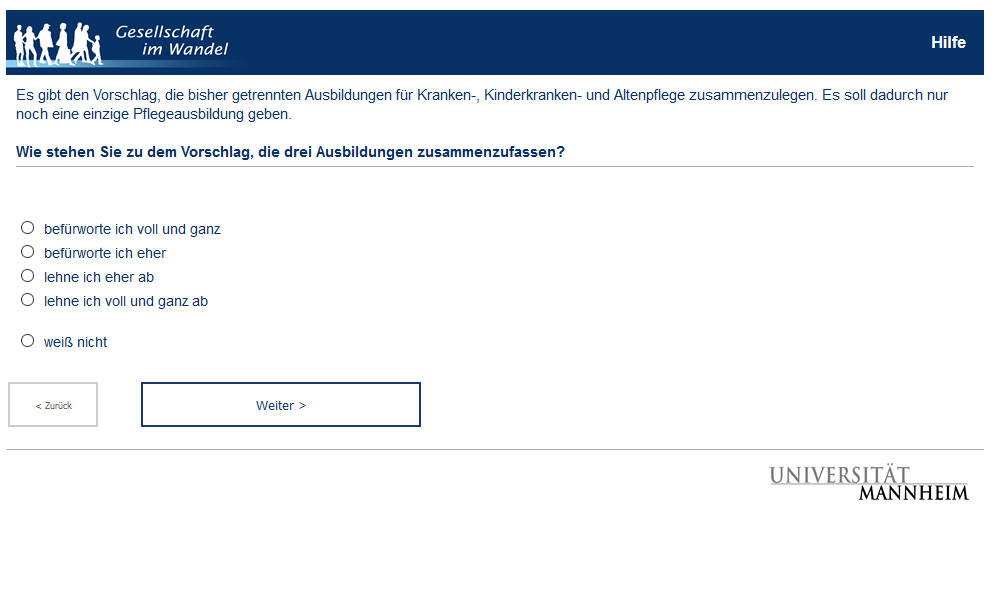 Gesellschaft
im Wandel
Hilfe
Es gibt den Vorschlag, die bisher getrennten Ausbildungen für Kranken-, Kinderkranken- und Altenpflege zusammenzulegen. Es soll dadurch nur
noch eine einzige Pflegeausbildung geben.
Wie stehen Sie zu dem Vorschlag, die drei Ausbildungen zusammenzufassen?
befürworte ich voll und ganz
befürworte ich eher
lehne ich eher ab
lehne ich voll und ganz ab
weiß nicht
< Zurück
Weiter >
UNIVERSITÄT
MANNHEIM